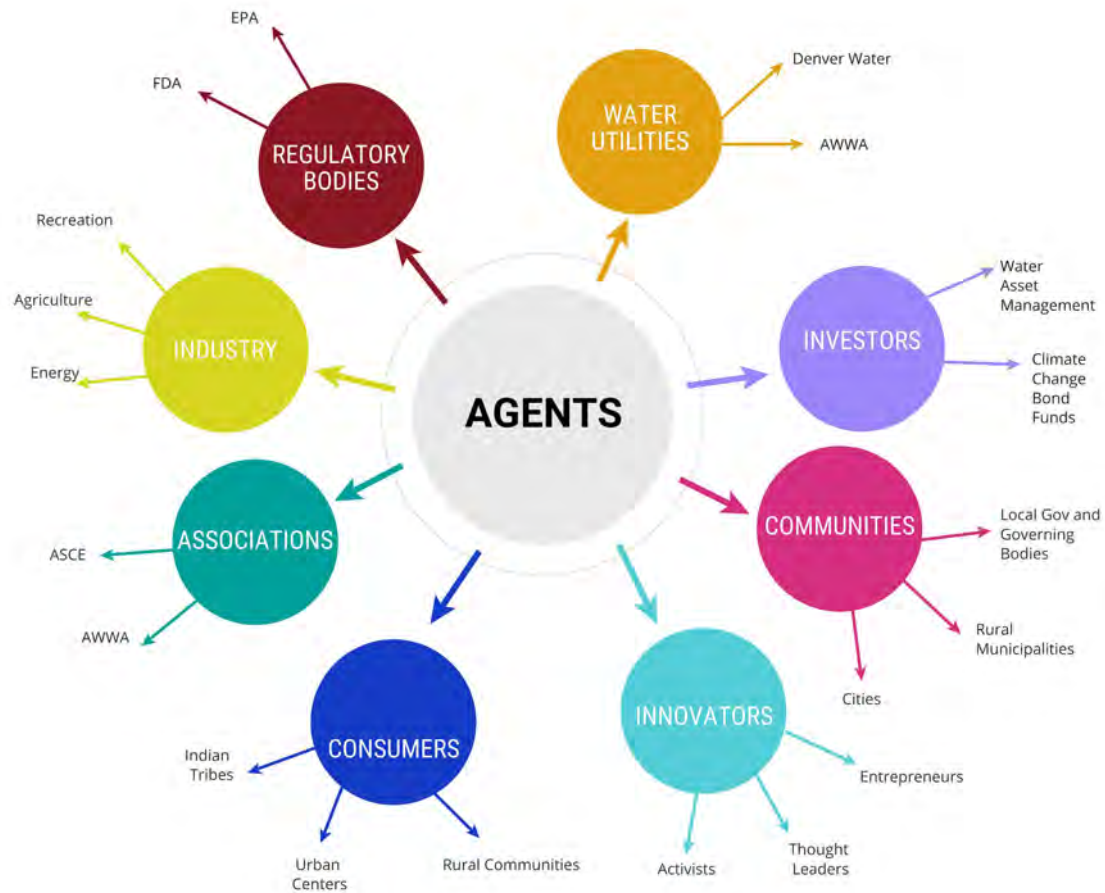 EPA
FDA
REGULATORY
BODIES
WATER
UTILITIES
Denver Water
AWWA
Recreation
Agriculture
Energy
INDUSTRY
AGENTS
INVESTORS
Water
Asset
Management
Climate
Change
Bond
Funds
ASSOCIATIONS
ASCE
AWWA
COMMUNITIES
Local Gov and
Governing
Bodies
Rural
Municipalities
Cities
CONSUMERS
Indian
Tribes
Urban
Centers
Rural Communities
INNOVATORS
Entrepreneurs
Thought
Leaders
Activists